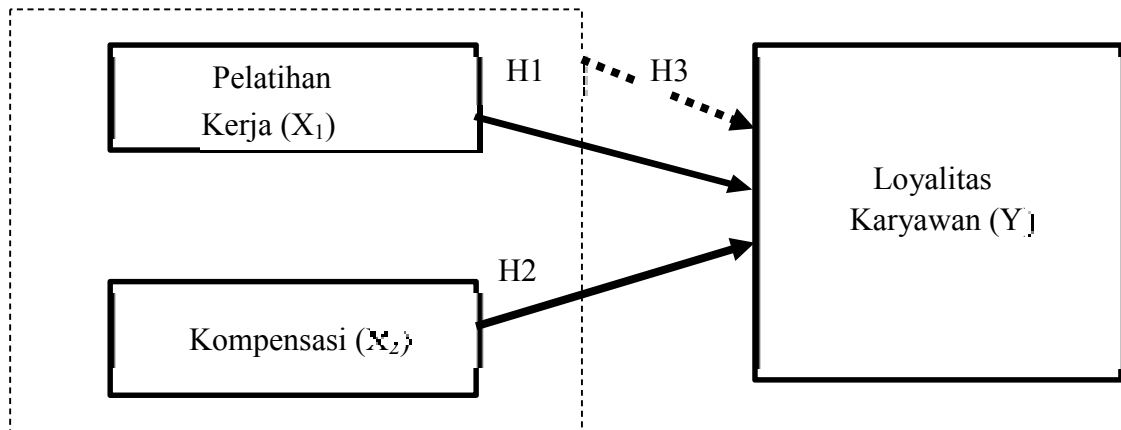 H1
H3
Pelatihan
Kerja (X₁)
Loyalitas
Karyawan (Y)
H2
Kompensasi (X₂)